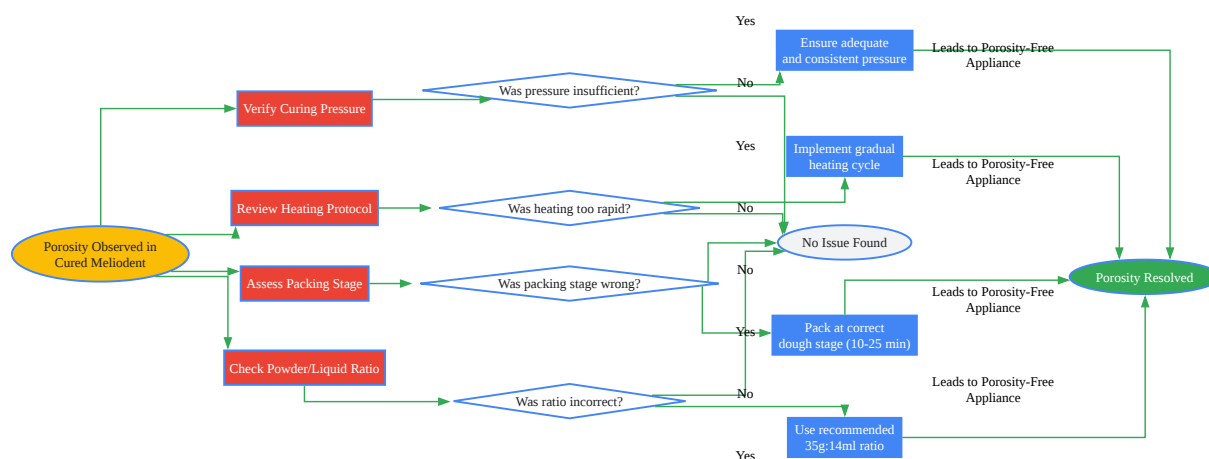 Yes
Ensure adequate
and consistent pressure
Leads to Porosity-Free
Appliance
Was pressure insufficient?
No
Verify Curing Pressure
Yes
Implement gradual
heating cycle
Leads to Porosity-Free
Appliance
Review Heating Protocol
Was heating too rapid?
No
Porosity Observed in
Cured Meliodent
No Issue Found
Assess Packing Stage
Was packing stage wrong?
No
Porosity Resolved
Leads to Porosity-Free
Appliance
Yes
Pack at correct
dough stage (10-25 min)
Check Powder/Liquid Ratio
Was ratio incorrect?
No
Leads to Porosity-Free
Appliance
Use recommended
35g:14ml ratio
Yes